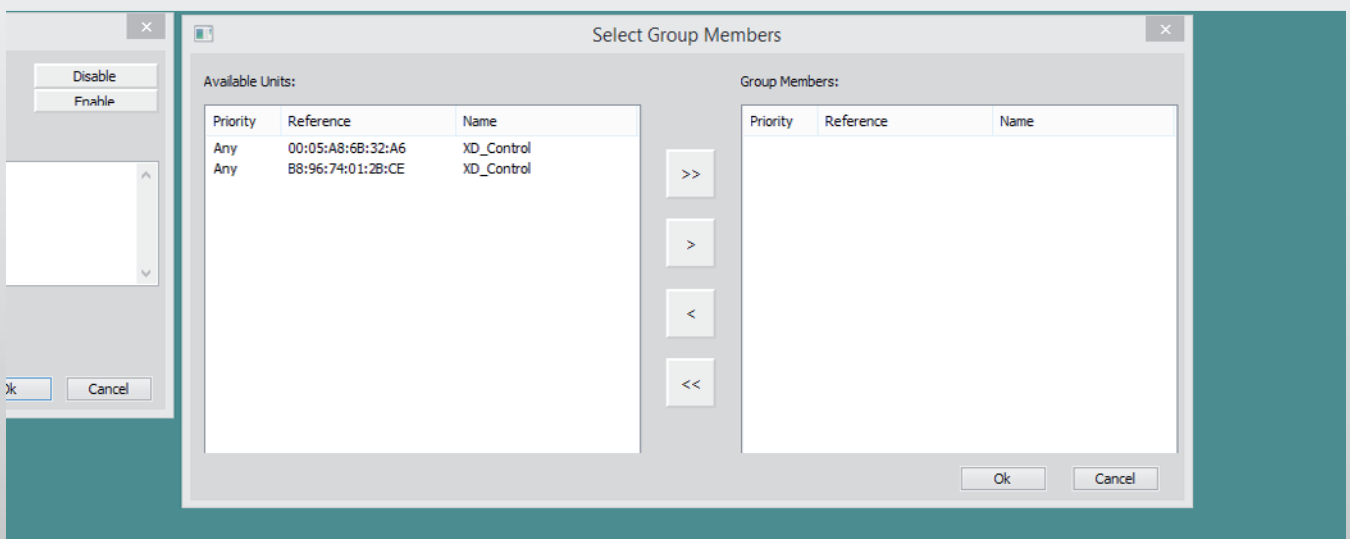 Select Group Members
Disable
Enable
Cancel
Available Units:
Priority Reference Name
Any 00:05:A8:6B:32:A6 XD_Control
Any B8:96:74:01:2B:CE XD_Control
>>
>
<
<<
Group Members:
Priority Reference Name
Ok Cancel